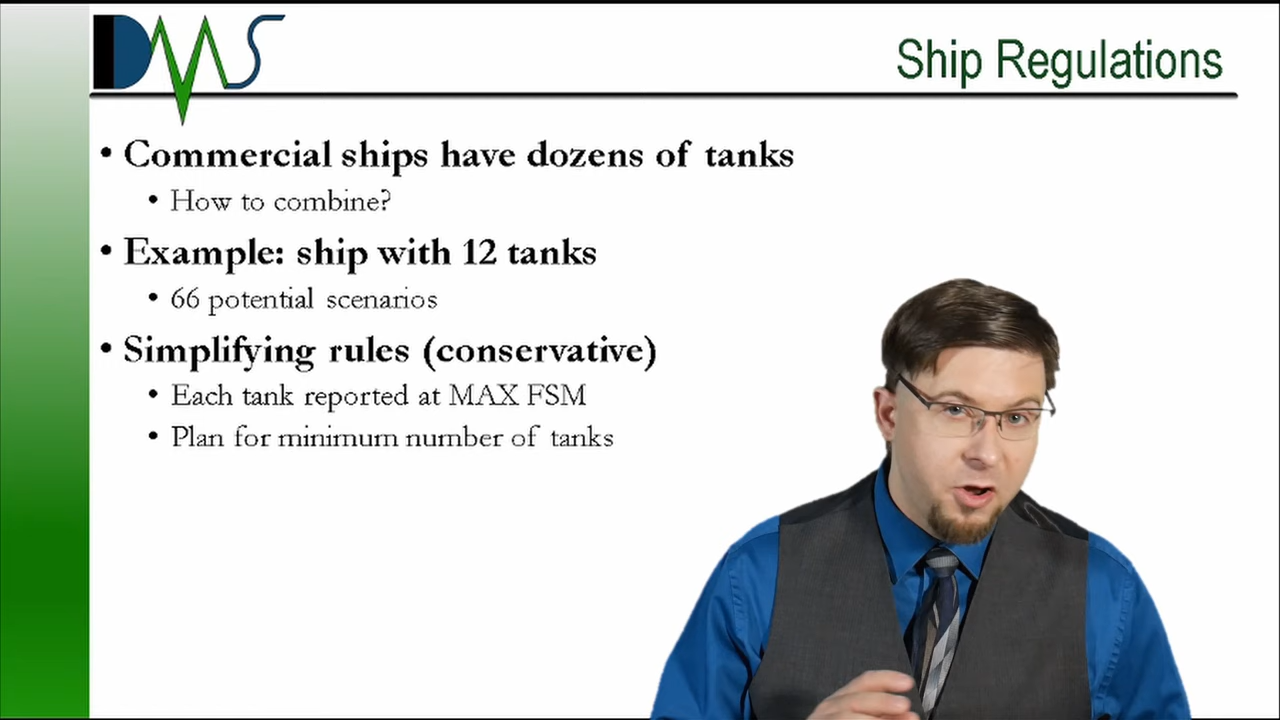 DMS
Ship Regulations
• Commercial ships have dozens of tanks
• How to combine?
• Example: ship with 12 tanks
• 66 potential scenarios
• Simplifying rules (conservative)
• Each tank reported at MAX FSM
• Plan for minimum number of tanks